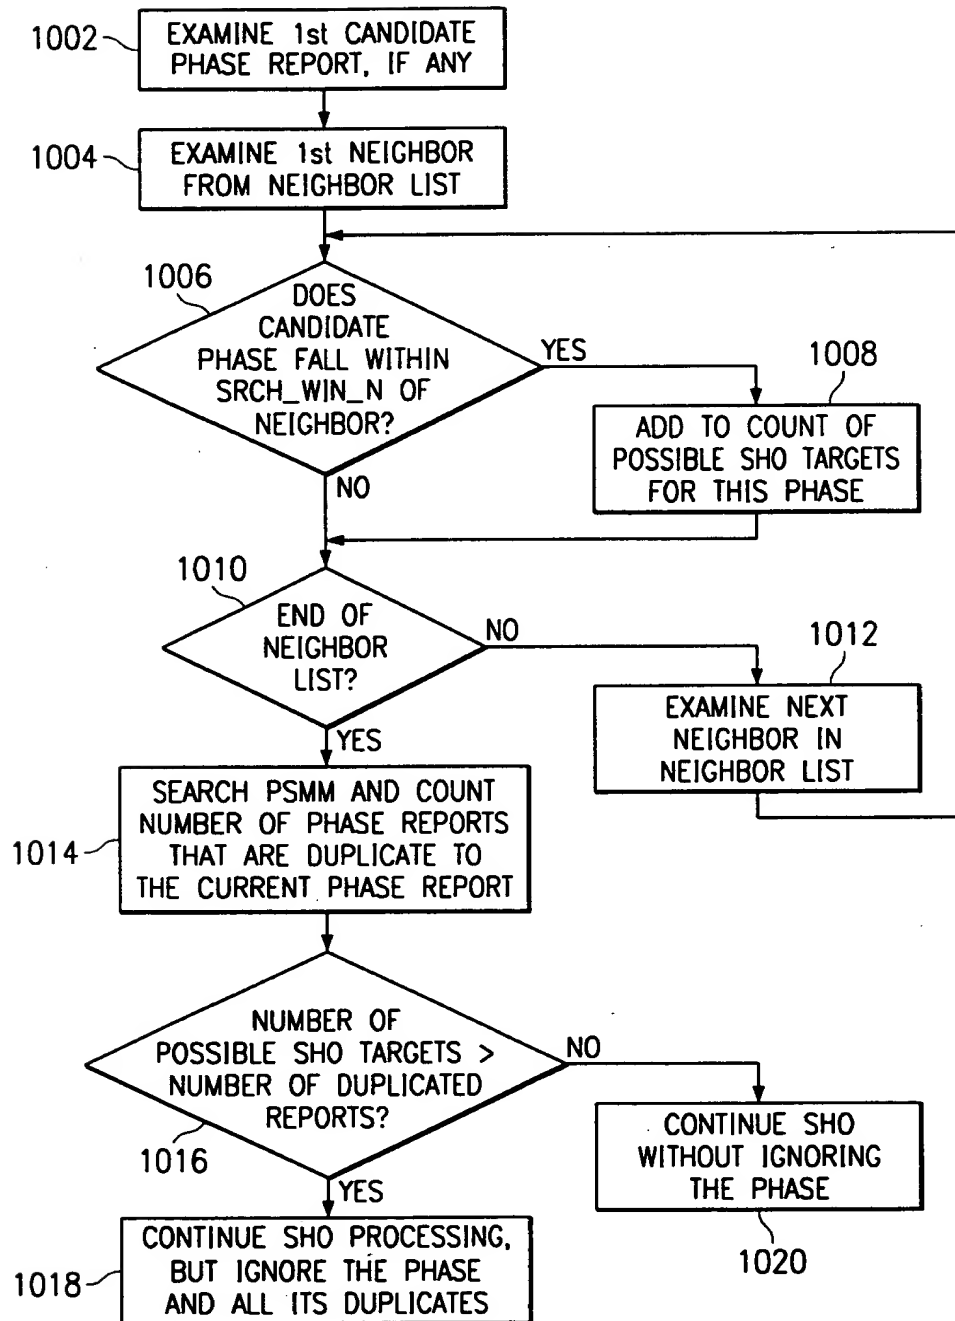 1002
EXAMINE 1st CANDIDATE
PHASE REPORT, IF ANY
1004
EXAMINE 1st NEIGHBOR
FROM NEIGHBOR LIST
1006
DOES
CANDIDATE
PHASE FALL WITHIN
SRCH_WIN_N OF
NEIGHBOR?
YES
NO
1008
ADD TO COUNT OF
POSSIBLE SHO TARGETS
FOR THIS PHASE
1010
END OF
NEIGHBOR
LIST?
NO
YES
1012
EXAMINE NEXT
NEIGHBOR IN
NEIGHBOR LIST
1014
SEARCH PSMM AND COUNT
NUMBER OF PHASE REPORTS
THAT ARE DUPLICATE TO
THE CURRENT PHASE REPORT
NUMBER OF
POSSIBLE SHO TARGETS >
NUMBER OF DUPLICATED
REPORTS?
1016
NO
YES
CONTINUE SHO
WITHOUT IGNORING
THE PHASE
1020
1018
CONTINUE SHO PROCESSING,
BUT IGNORE THE PHASE
AND ALL ITS DUPLICATES